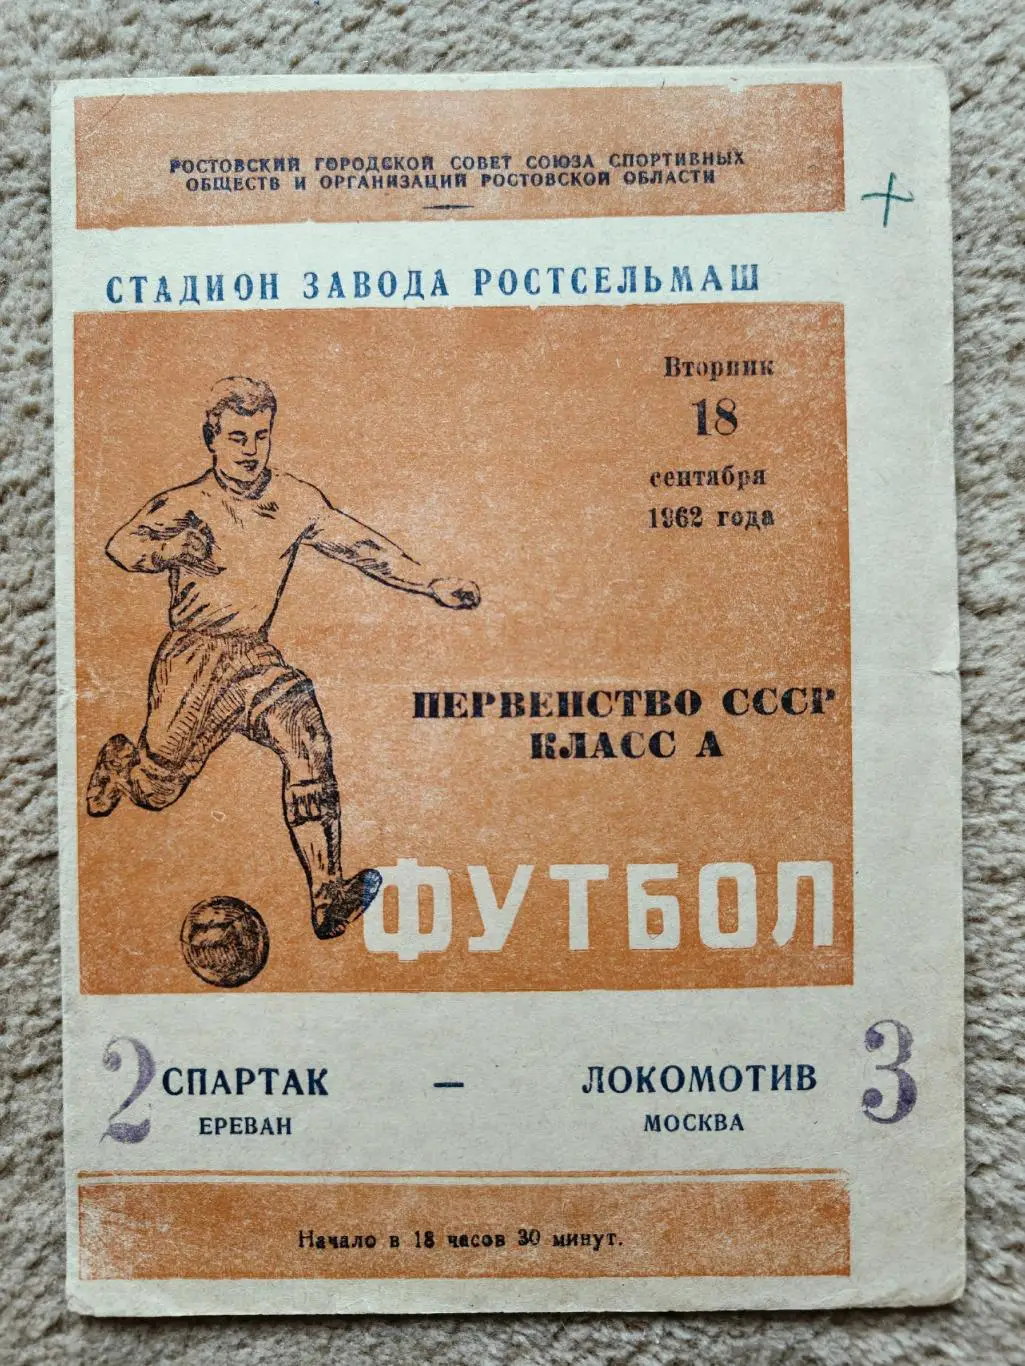 РОСТОВСКИЙ ГОРОДСКОЙ СОВЕТ СОЮЗА СПОРТИВНЫХ
ОБЩЕСТВ И ОРГАНИЗАЦИЙ РОСТОВСКОЙ ОБЛАСТИ
+
СТАДИОН ЗАВОДА РОСТСЕЛЬМАШ
Вторник
18
сентября
1962 года
ПЕРВЕНСТВО СССР
КЛАСС А
ФУТБОЛ
2 СПАРТАК — ЛОКОМОТИВ 3
ЕРЕВАН МОСКВА
Начало в 18 часов 30 минут.